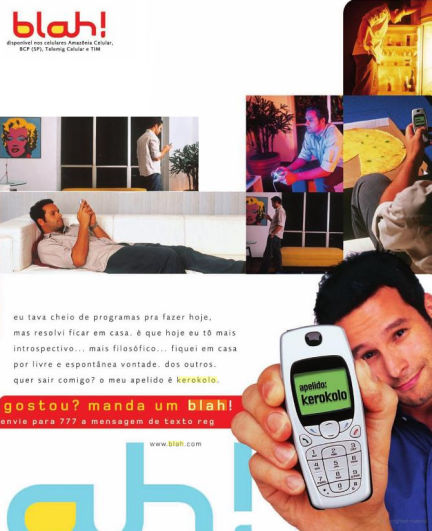 blah!
disponível nos celulares Amazônia Celular,
BCP (SP), Telemig Celular e TIM
eu tava cheio de programas pra fazer hoje,
mas resolvi ficar em casa. é que hoje eu tô mais
introspectivo... mais filosófico... fiquei em casa
por livre e espontânea vontade. dos outros.
quer sair comigo? o meu apelido é kerokolo.
apelido:
kerokolo
gostou? manda um blah!
envie para 777 a mensagem de texto reg
www.blah.com
ah!